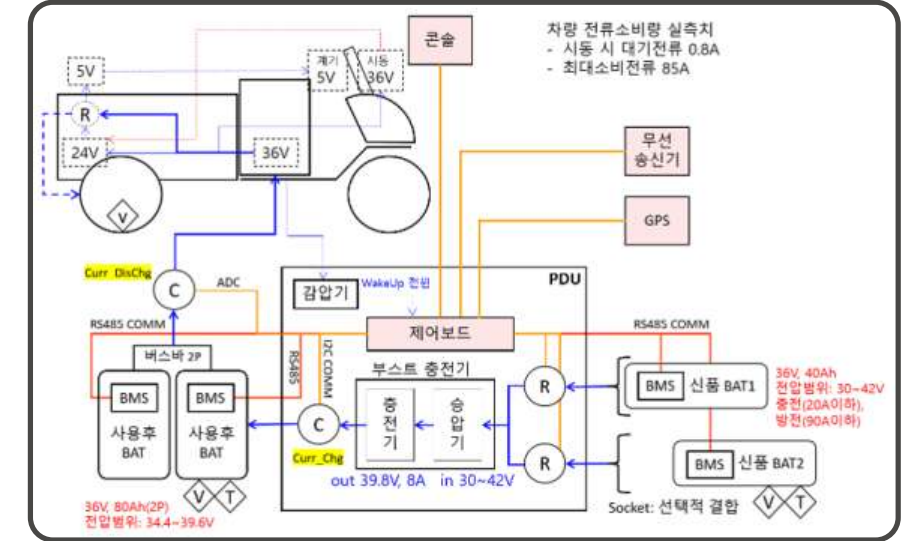 차량 전류소비량 실측치
- 시동 시 대기전류 0.8A
- 최대소비전류 85A
콘솔
계기
5V
시동
36V
5V
R
24V
36V
V
무선
송신기
GPS
PDU
Curr_DisChg
C
ADC
감압기
WakeUp 전원
제어보드
RS485 COMM
RS485 COMM
버스바 2P
RS485
I2C COMM
부스트 충전기
BMS
사용후
BAT
BMS
사용후
BAT
C
Curr_Chg
충
전
기
승
압
기
R
R
BMS
신품 BAT1
36V, 40Ah
전압범위: 30~42V
충전(20A이하),
방전(90A이하)
BMS
신품 BAT2
out 39.8V, 8A
in 30~42V
Socket: 선택적 결합
V
T
V
T
36V, 80Ah(2P)
전압범위: 34.4~39.6V